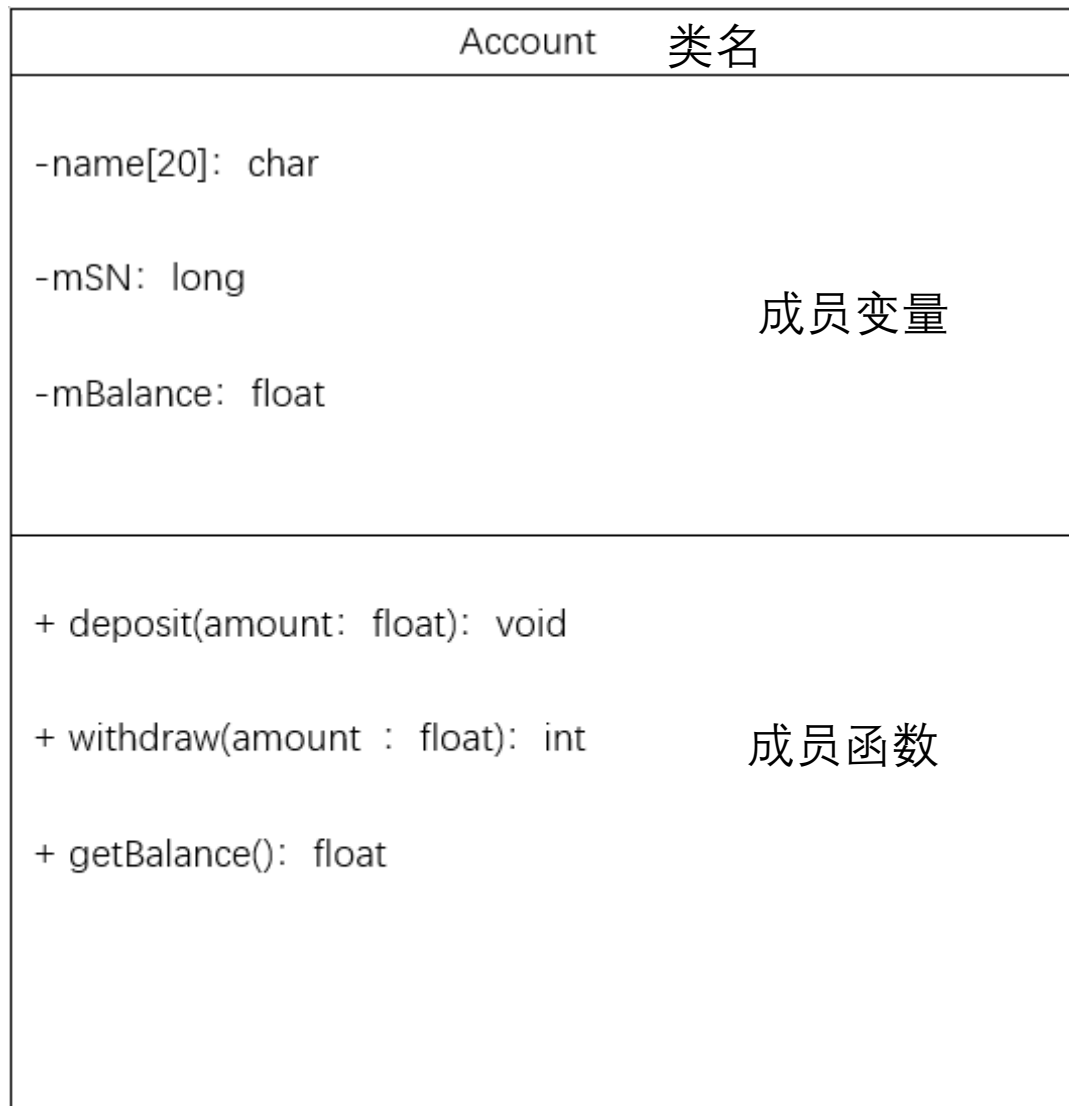 Account 类名
-name[20]：char
-mSN：long
成员变量
-mBalance：float
+ deposit(amount：float)：void
+ withdraw(amount ：float)：int 成员函数
+ getBalance()：float